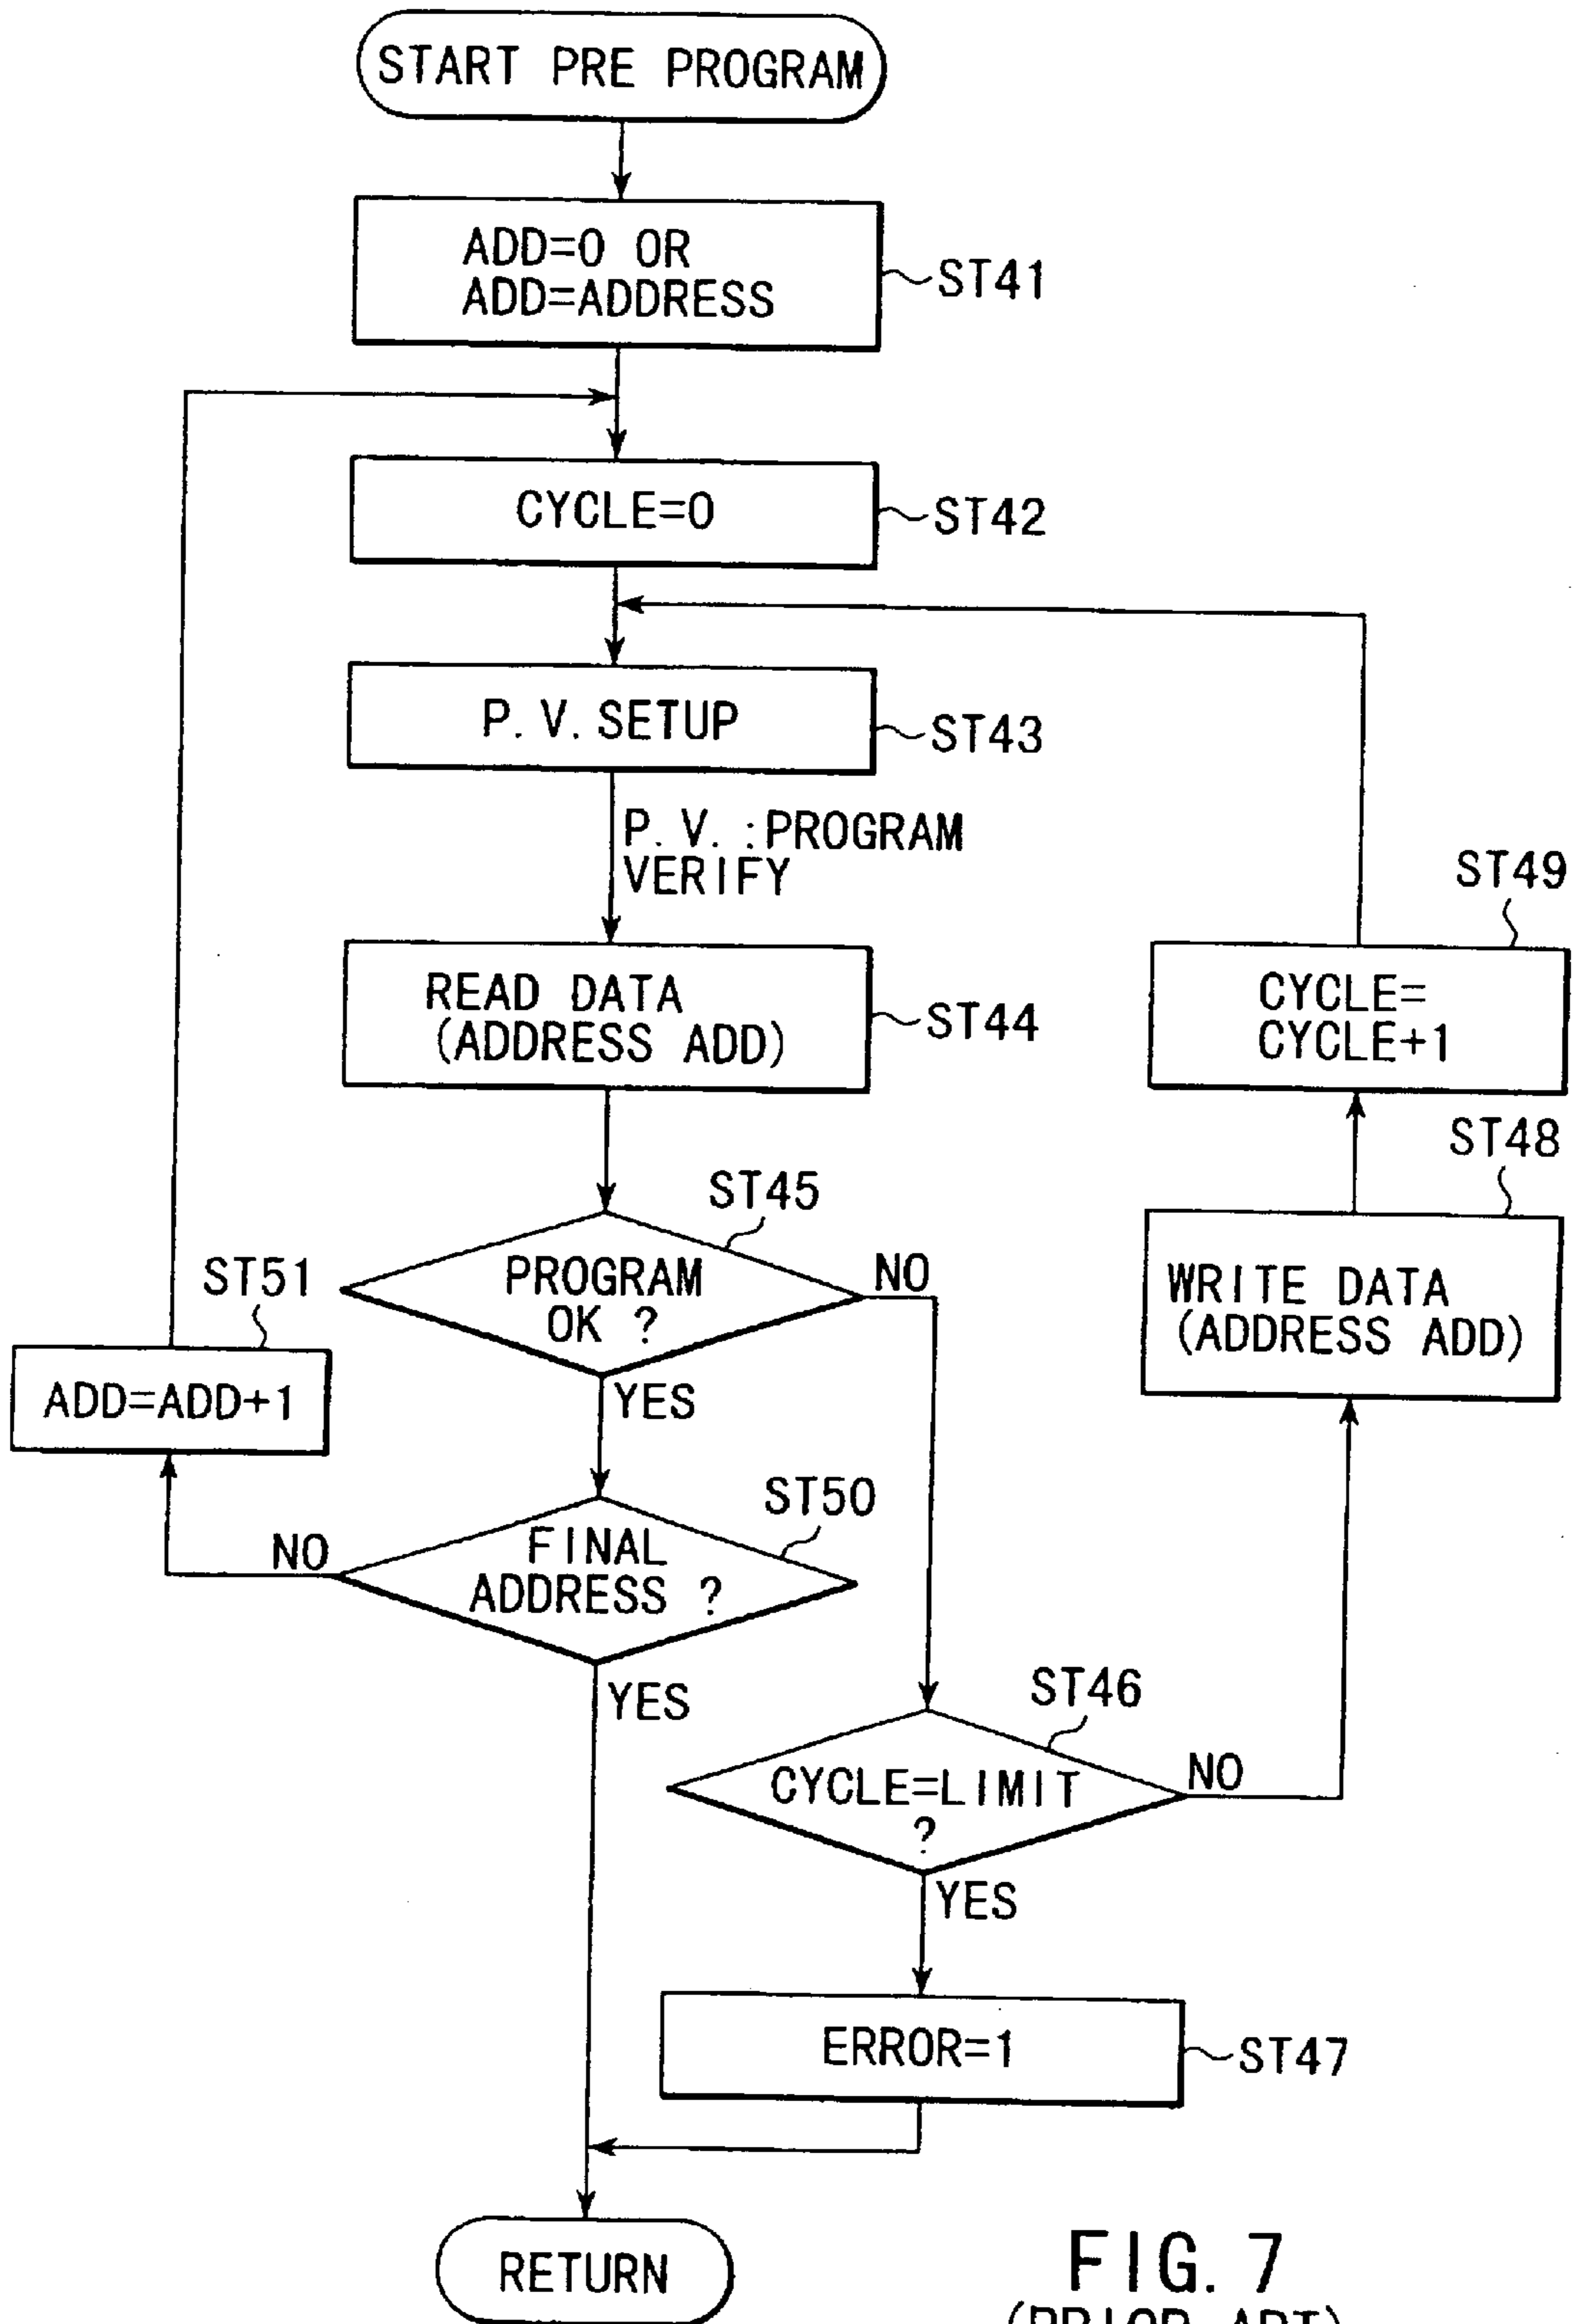 START PRE PROGRAM
ADD=0 OR
ADD=ADDRESS
ST41
CYCLE=0
ST42
P. V. SETUP
ST43
P. V. :PROGRAM
VERIFY
READ DATA
(ADDRESS ADD)
ST44
ST49
CYCLE=
CYCLE+1
ST48
WRITE DATA
(ADDRESS ADD)
ST45
PROGRAM
OK ?
NO
YES
ST51
ADD=ADD+1
ST50
FINAL
ADDRESS ?
NO
YES
ST46
CYCLE=LIMIT
?
NO
YES
ERROR=1
ST47
RETURN
FIG. 7
(PRIOR ART)